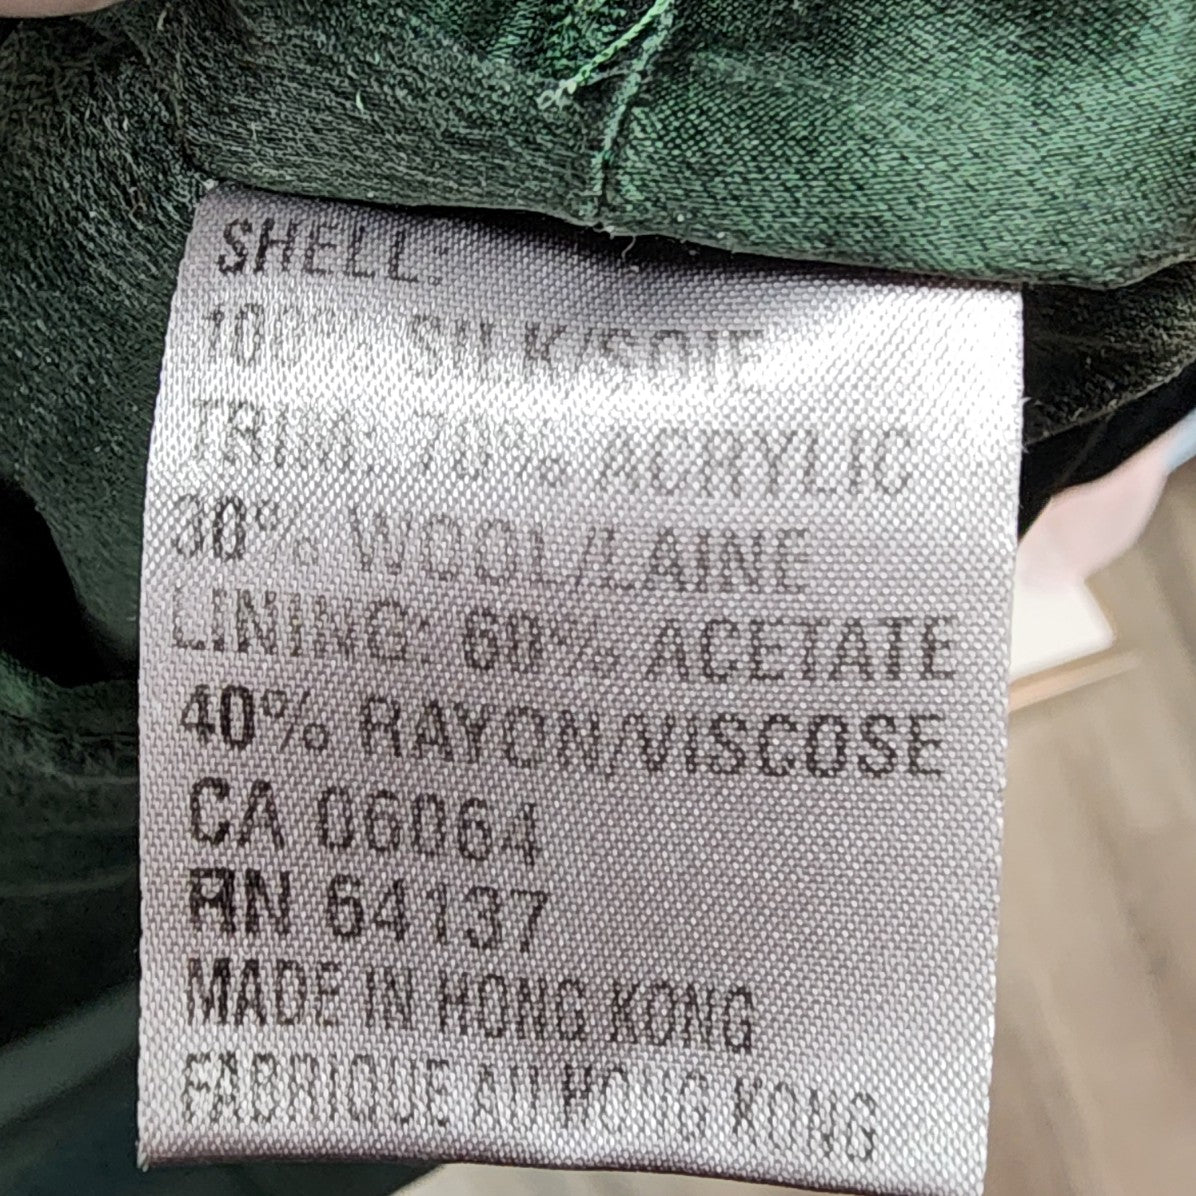 SHELL:
100% SILK/SOIE
TRIM: 70% ACRYLIC
30% WOOL/LAINE
LINING: 60% ACETATE
40% RAYON/VISCOSE
CA 06064
RN 64137
MADE IN HONG KONG
FABRIQUE AU HONG KONG